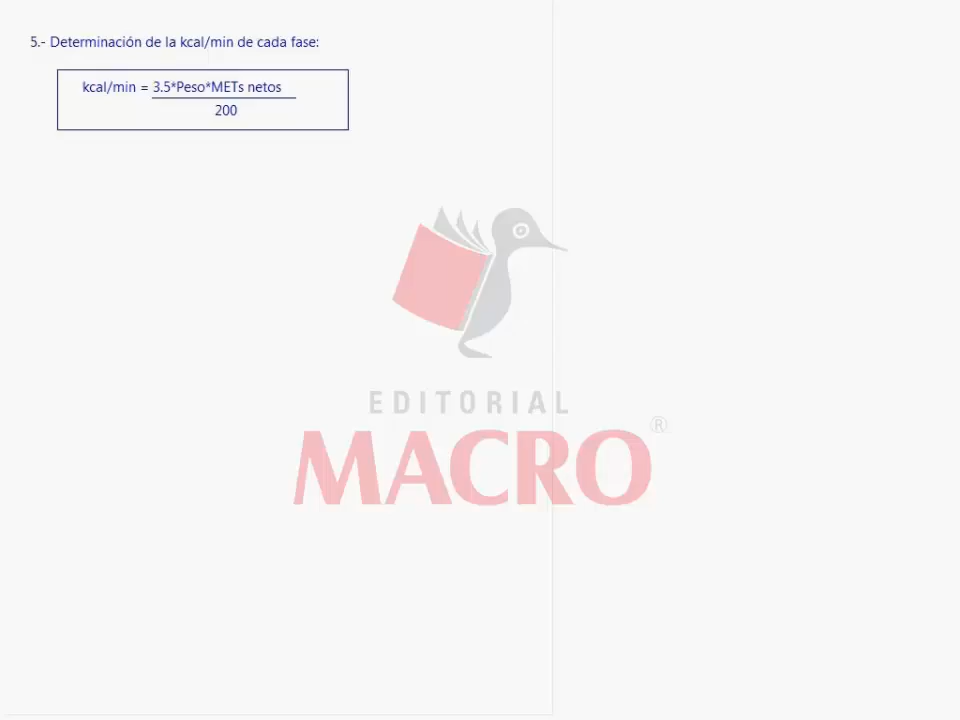 5.- Determinación de la kcal/min de cada fase:
kcal/min = 3.5*Peso*METs netos
200
EDITORIAL
MACRO®